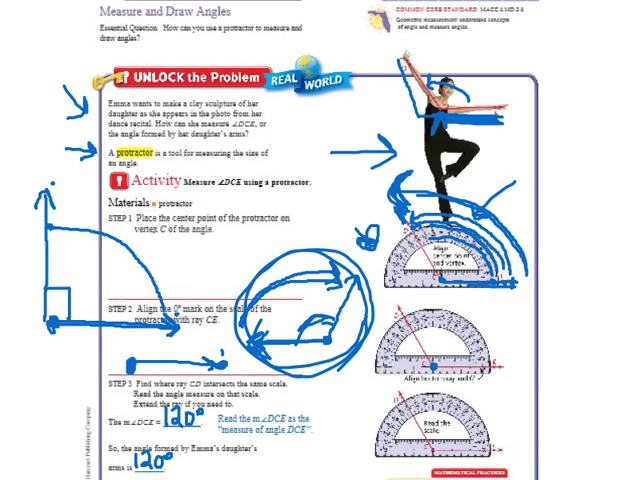 Measure and Draw Angles
Essential Question How can you use a protractor to measure and
draw angles?
COMMON CORE STANDARD MACC.4.MD.3.6
Geometric measurement: understand concepts
of angle and measure angles.
UNLOCK the Problem REAL WORLD
Emma wants to make a clay sculpture of her
daughter as she appears in the photo from her
dance recital. How can she measure ∠DCE, or
the angle formed by her daughter's arms?
A protractor is a tool for measuring the size of
an angle.
Activity Measure ∠DCE using a protractor.
Materials ■ protractor
STEP 1 Place the center point of the protractor on
vertex C of the angle.
Align
center point
and vertex.
STEP 2 Align the 0° mark on the scale of the
protractor with ray CE.
STEP 3 Find where ray CD intersects the same scale.
Read the angle measure on that scale.
Extend the ray if you need to.
The m∠DCE = 120°
Read the m∠DCE as the
"measure of angle DCE".
So, the angle formed by Emma's daughter's
arms is 120°
Read the
scale.
MATHEMATICAL PRACTICES
Harcourt Publishing Company